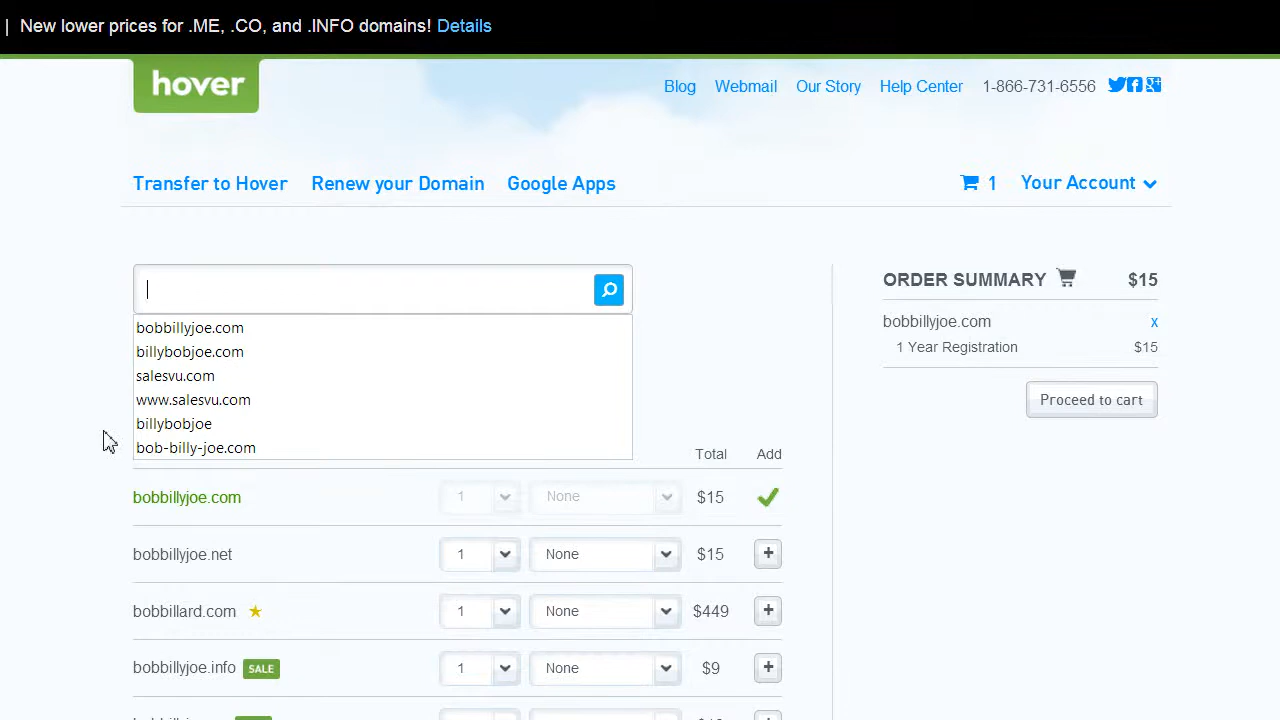 | New lower prices for .ME, .CO, and .INFO domains! Details
hover
Blog Webmail Our Story Help Center 1-866-731-6556
Transfer to Hover Renew your Domain Google Apps 1 Your Account
bobbillyjoe.com
billybobjoe.com
salesvu.com
www.salesvu.com
billybobjoe
bob-billy-joe.com
Total Add
bobbillyjoe.com 1 None $15
bobbillyjoe.net 1 None $15 +
bobbillard.com 1 None $449 +
bobbillyjoe.info SALE 1 None $9 +
ORDER SUMMARY $15
bobbillyjoe.com x
1 Year Registration $15
Proceed to cart